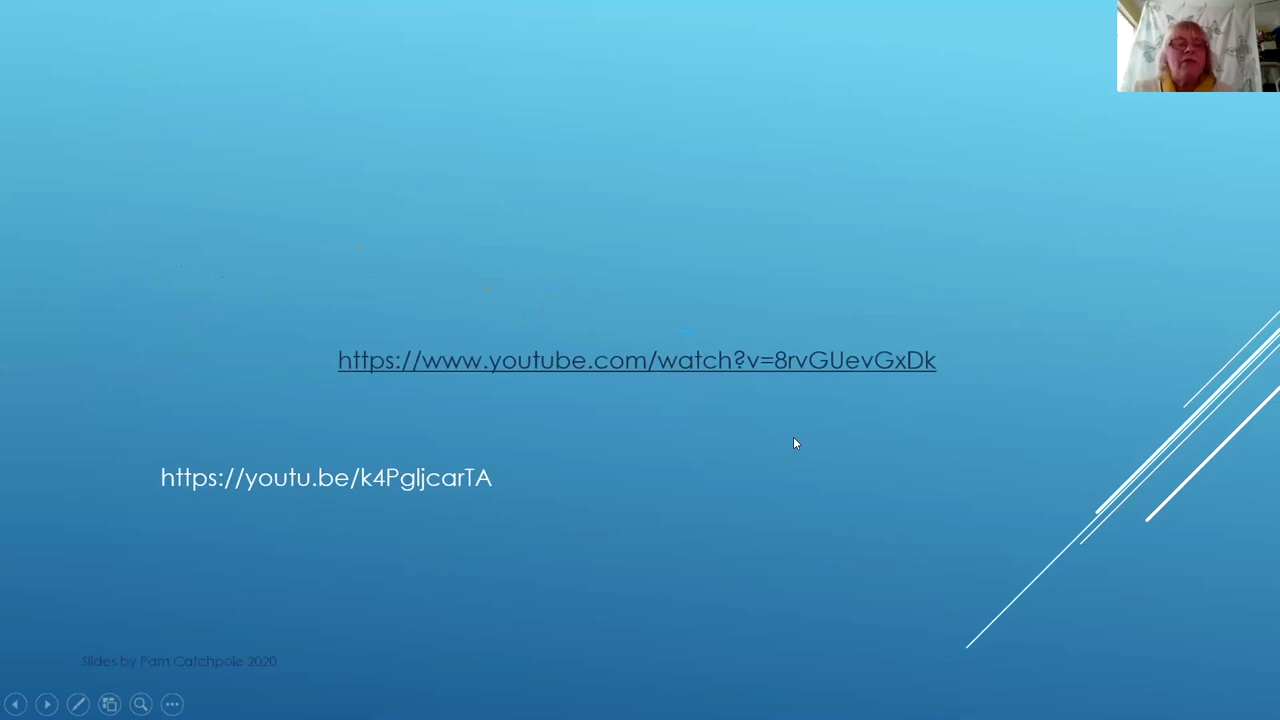 https://www.youtube.com/watch?v=8rvGUevGxDk
https://youtu.be/k4PgljcarTA
Slides by Pam Catchpole 2020